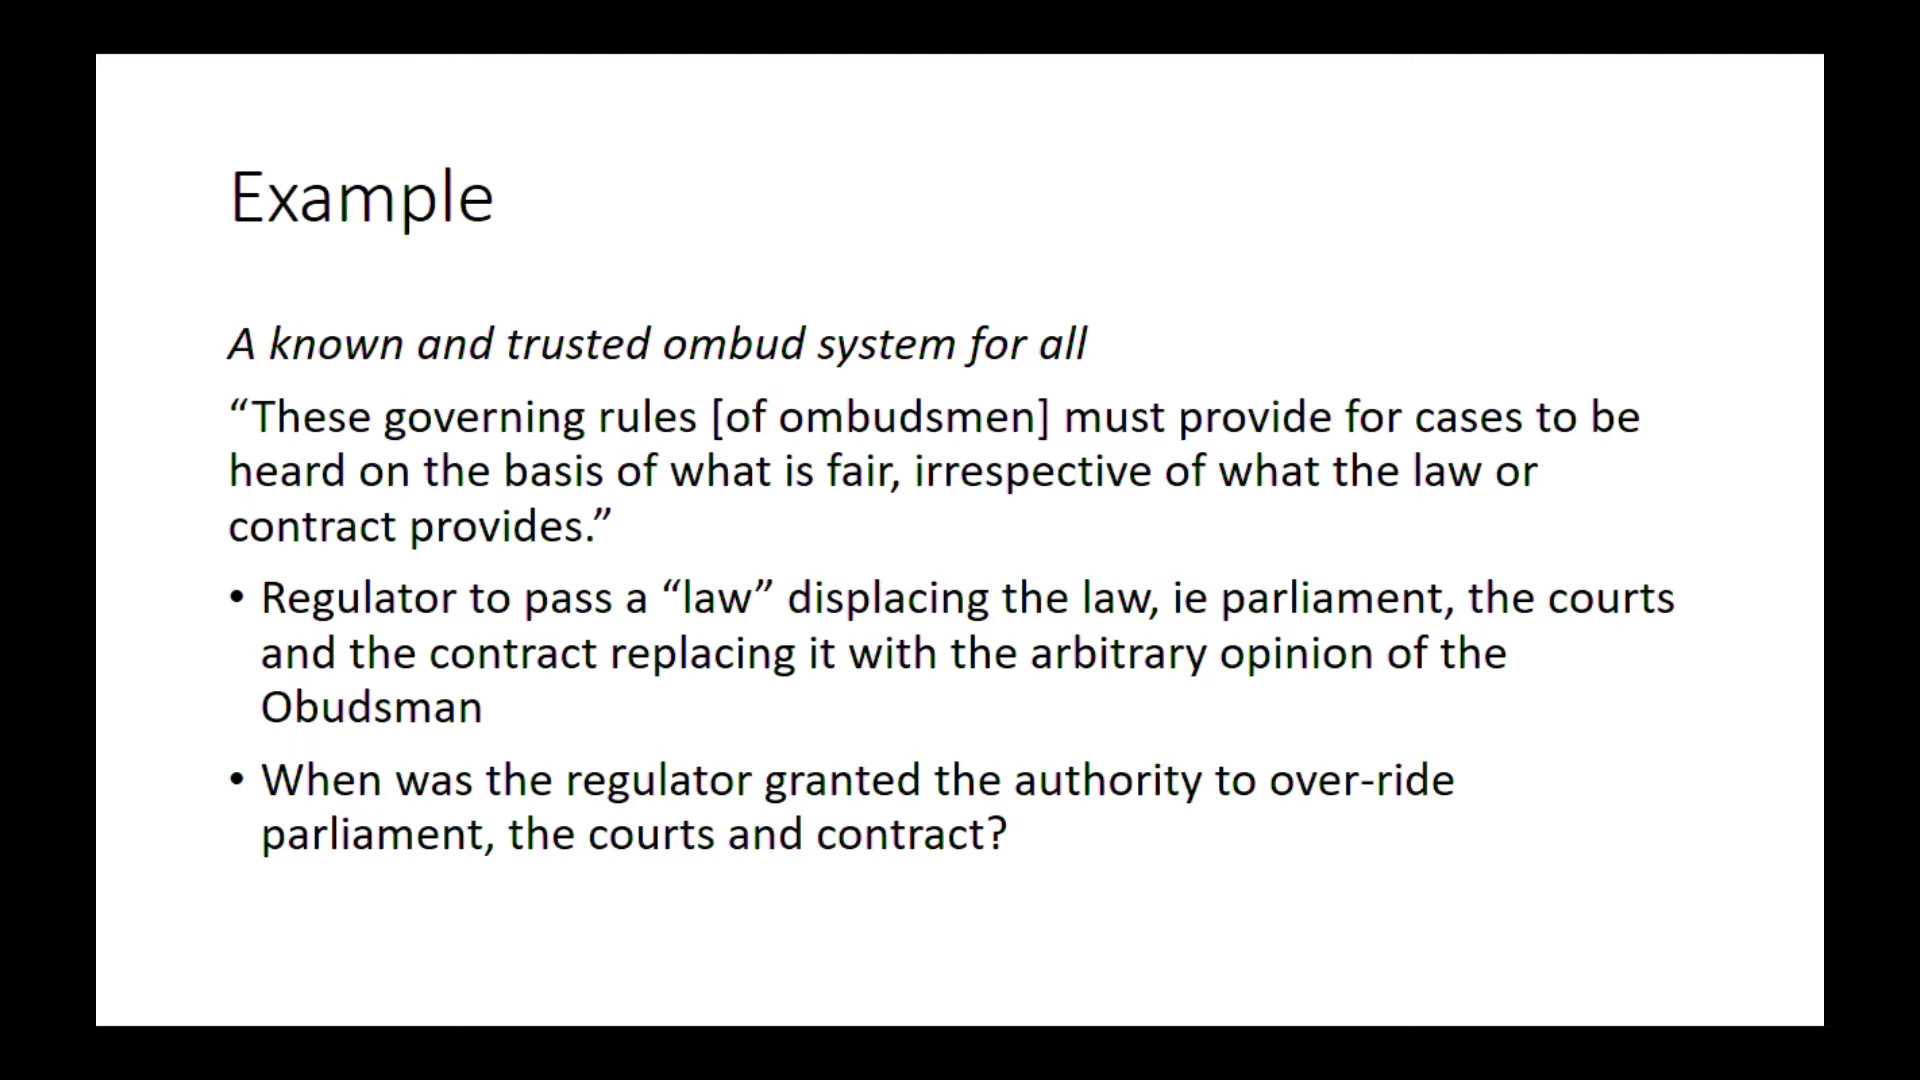 Example
A known and trusted ombud system for all
“These governing rules [of ombudsmen] must provide for cases to be
heard on the basis of what is fair, irrespective of what the law or
contract provides.”
• Regulator to pass a “law” displacing the law, ie parliament, the courts
and the contract replacing it with the arbitrary opinion of the
Obudsman
• When was the regulator granted the authority to over-ride
parliament, the courts and contract?